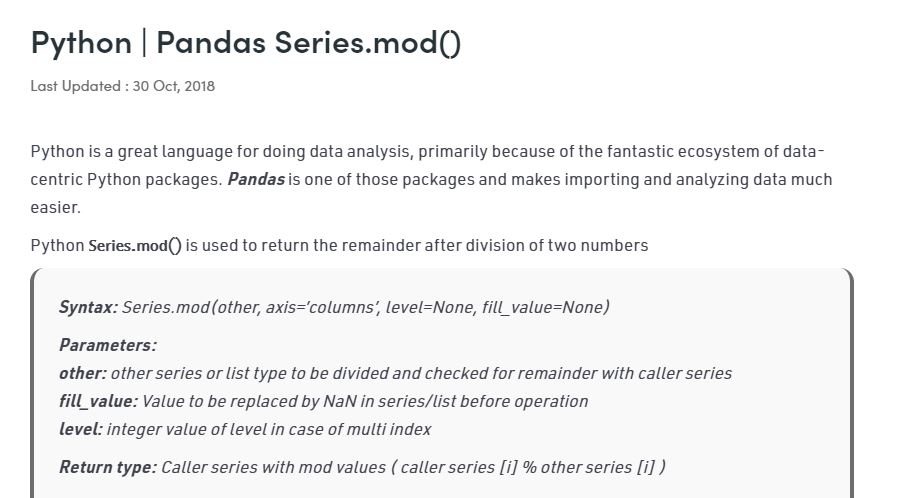 Python | Pandas Series.mod()
Last Updated : 30 Oct, 2018
Python is a great language for doing data analysis, primarily because of the fantastic ecosystem of data-
centric Python packages. Pandas is one of those packages and makes importing and analyzing data much
easier.
Python Series.mod() is used to return the remainder after division of two numbers
Syntax: Series.mod(other, axis=’columns’, level=None, fill_value=None)
Parameters:
other: other series or list type to be divided and checked for remainder with caller series
fill_value: Value to be replaced by NaN in series/list before operation
level: integer value of level in case of multi index
Return type: Caller series with mod values ( caller series [i] % other series [i] )